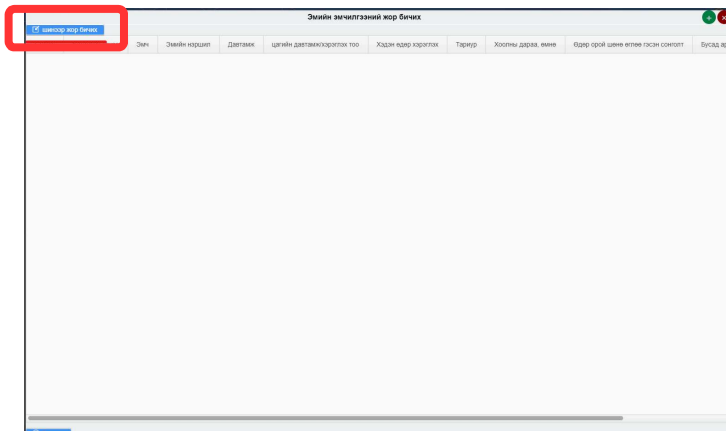 Эмийн эмчилгээний жор бичих
шинээр жор бичих
Эмч Эмийн нэршил Давтамж цагийн давтамж/хэрэглэх тоо Хэдэн өдөр хэрэглэх Тариур Хоолны дараа, өмнө Өдөр орой шөнө өглөө гэсэн сонголт Бусад